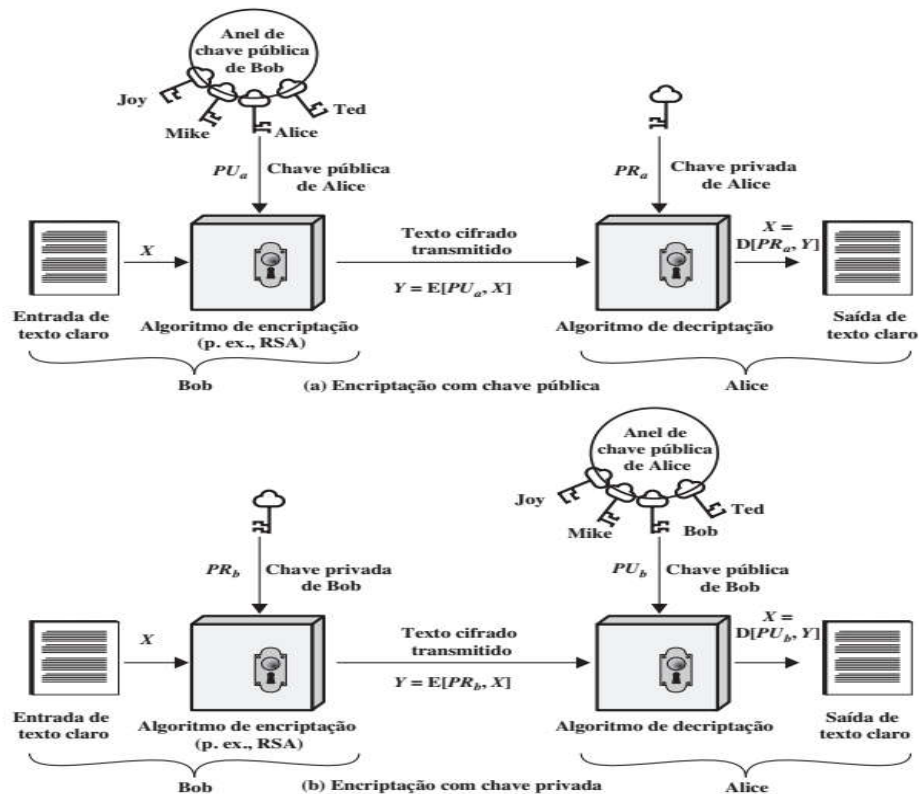 Anel de
chave pública
de Bob
Joy
Mike
Alice
Ted
PUₐ
Chave pública
de Alice
PRₐ
Chave privada
de Alice
X
Texto cifrado
transmitido
Y = E[PUₐ, X]
X =
D[PRₐ, Y]
Entrada de
texto claro
Algoritmo de encriptação
(p. ex., RSA)
Algoritmo de decriptação
Saída de
texto claro
Bob
(a) Encriptação com chave pública
Alice
Anel de
chave pública
de Alice
Joy
Mike
Bob
Ted
PR_b
Chave privada
de Bob
PU_b
Chave pública
de Bob
X
Texto cifrado
transmitido
Y = E[PR_b, X]
X =
D[PU_b, Y]
Entrada de
texto claro
Algoritmo de encriptação
(p. ex., RSA)
Algoritmo de decriptação
Saída de
texto claro
Bob
(b) Encriptação com chave privada
Alice